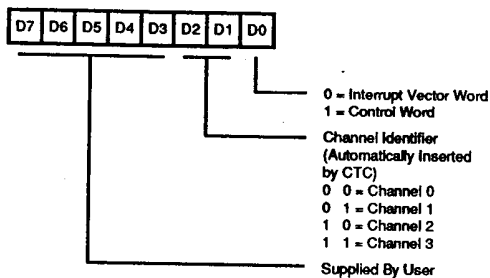 D7 D6 D5 D4 D3 D2 D1 D0
0 = Interrupt Vector Word
1 = Control Word
Channel Identifier
(Automatically Inserted
by CTC)
0 0 = Channel 0
0 1 = Channel 1
1 0 = Channel 2
1 1 = Channel 3
Supplied By User